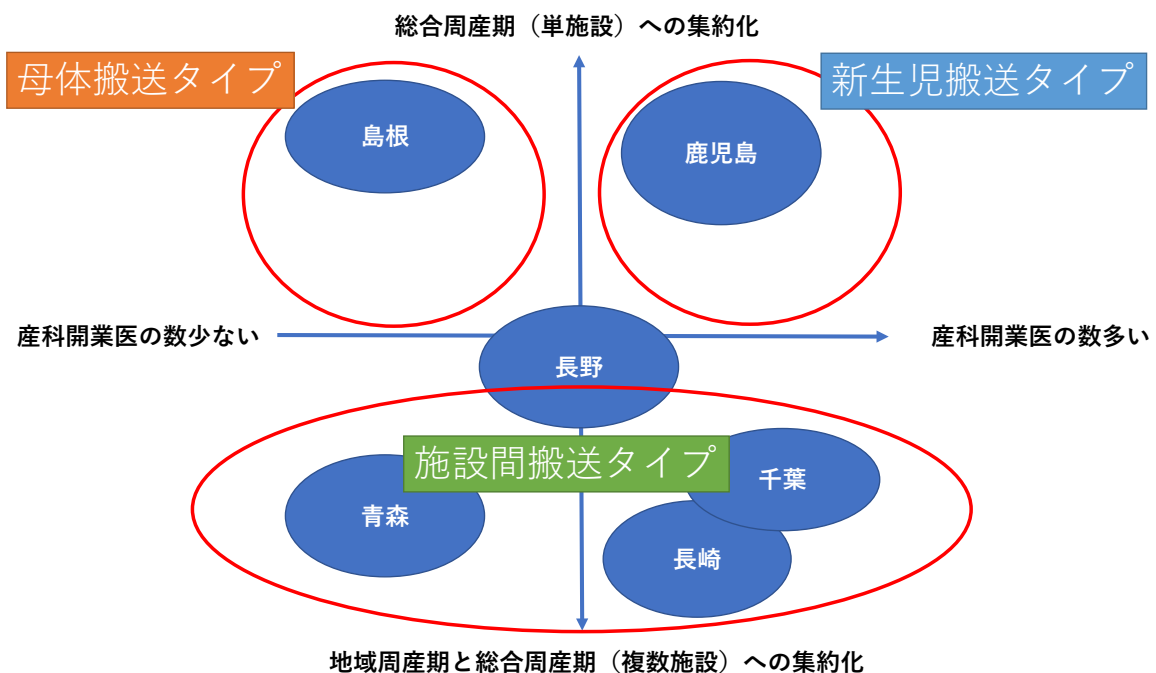 総合周産期（単施設）への集約化
母体搬送タイプ
新生児搬送タイプ
島根
鹿児島
産科開業医の数少ない
産科開業医の数多い
長野
施設間搬送タイプ
千葉
青森
長崎
地域周産期と総合周産期（複数施設）への集約化